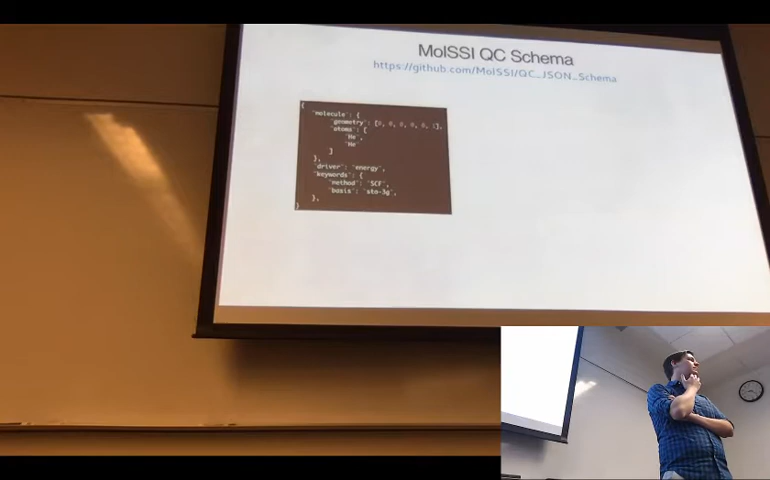 MolSSI QC Schema
https://github.com/MolSSI/QC_JSON_Schema
{
"molecule": {
"geometry": [0, 0, 0, 0, 0, 1],
"atoms": [
"He",
"He"
]
},
"driver": "energy",
"keywords": {
"method": "SCF",
"basis": "sto-3g",
},
}